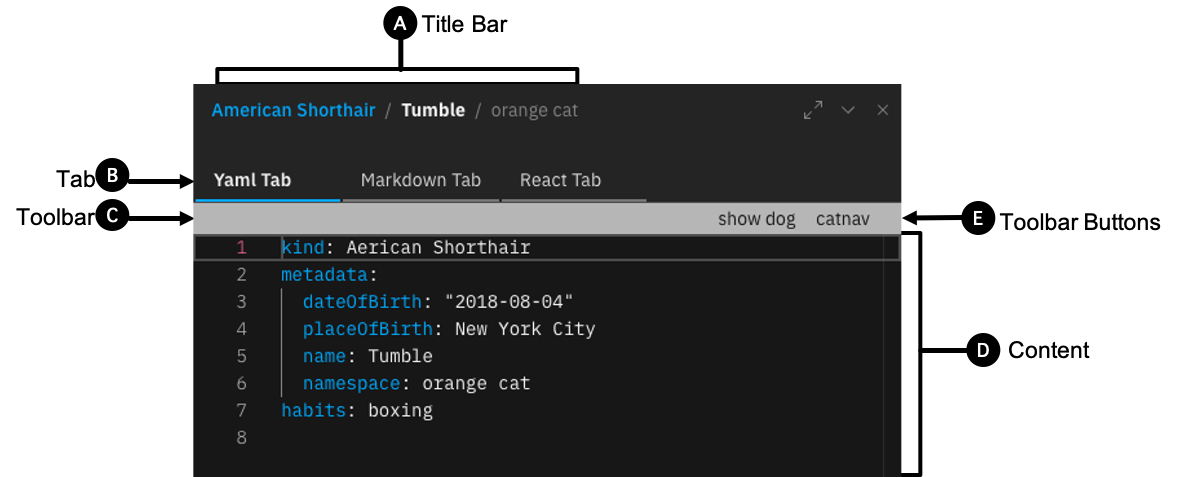 A Title Bar
American Shorthair / Tumble / orange cat
Tab B
Yaml Tab Markdown Tab React Tab
Toolbar C
show dog catnav
E Toolbar Buttons
1 kind: Aerican Shorthair
2 metadata:
3 dateOfBirth: "2018-08-04"
4 placeOfBirth: New York City
D Content
5 name: Tumble
6 namespace: orange cat
7 habits: boxing
8